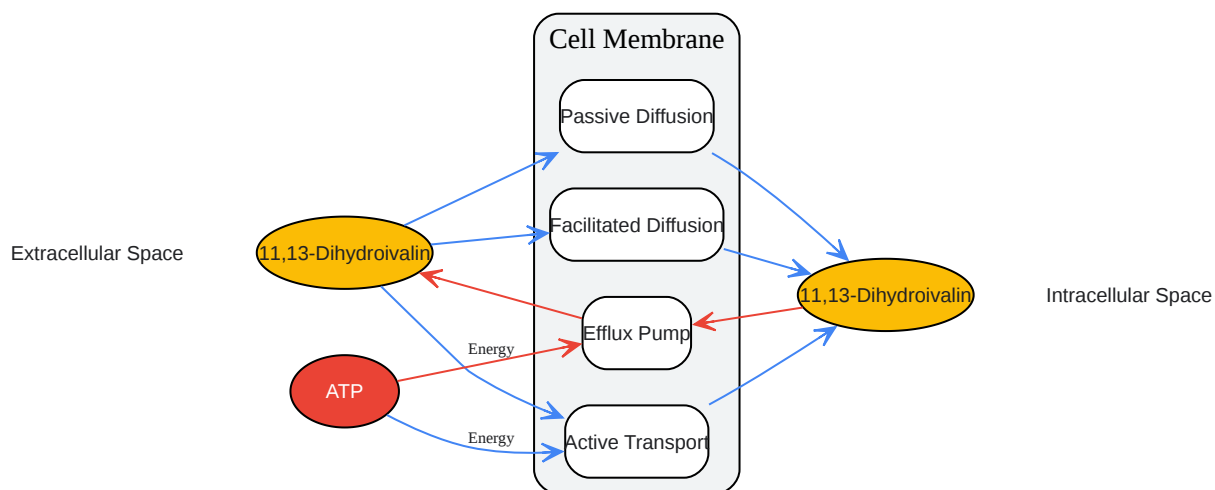 Cell Membrane
Passive Diffusion
Facilitated Diffusion
Extracellular Space
11,13-Dihydroivalin
11,13-Dihydroivalin
Intracellular Space
Efflux Pump
Energy
ATP
Energy
Active Transport